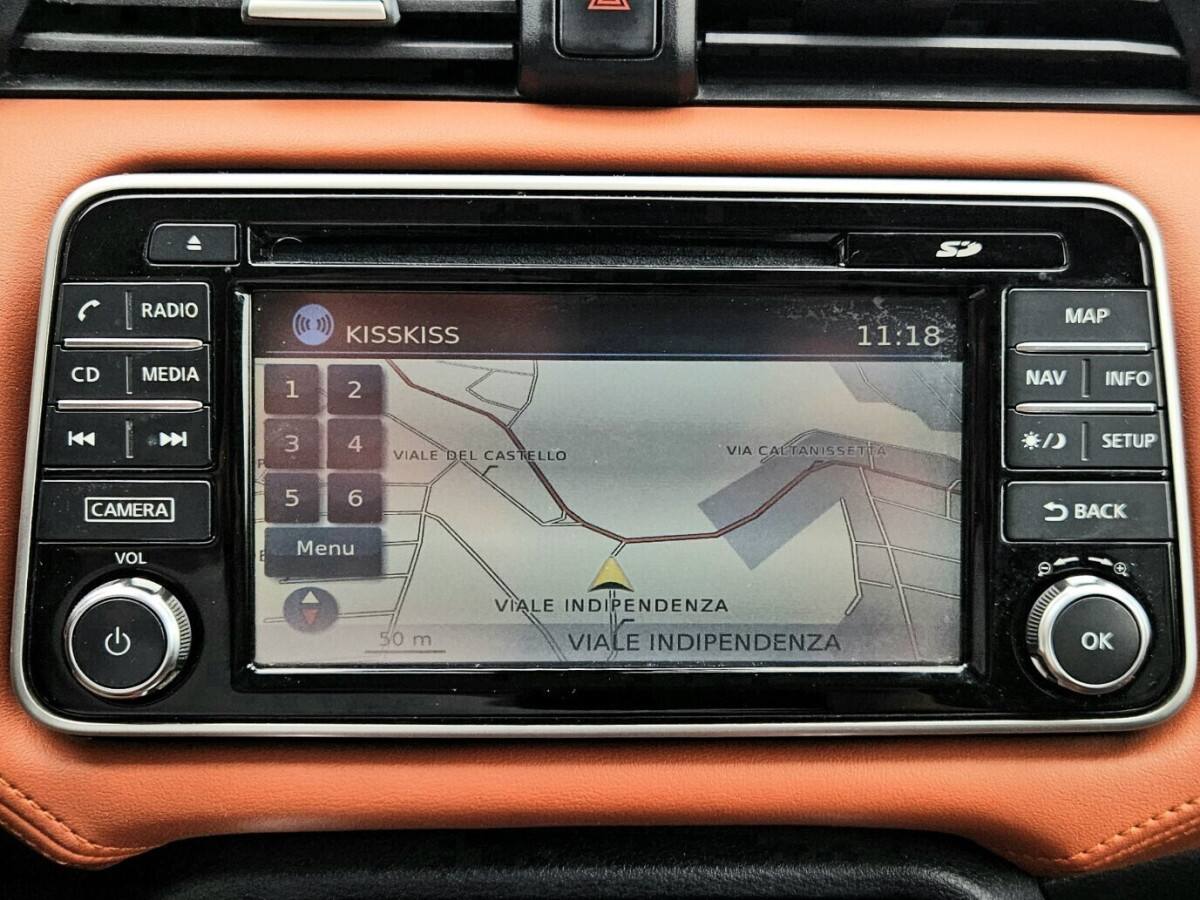 SD
RADIO
CD MEDIA
CAMERA
VOL
KISSKISS 11:18
1 2
3 4
5 6
Menu
VIALE DEL CASTELLO
VIA CALTANISSETTA
VIALE INDIPENDENZA
50 m
VIALE INDIPENDENZA
MAP
NAV INFO
SETUP
BACK
OK